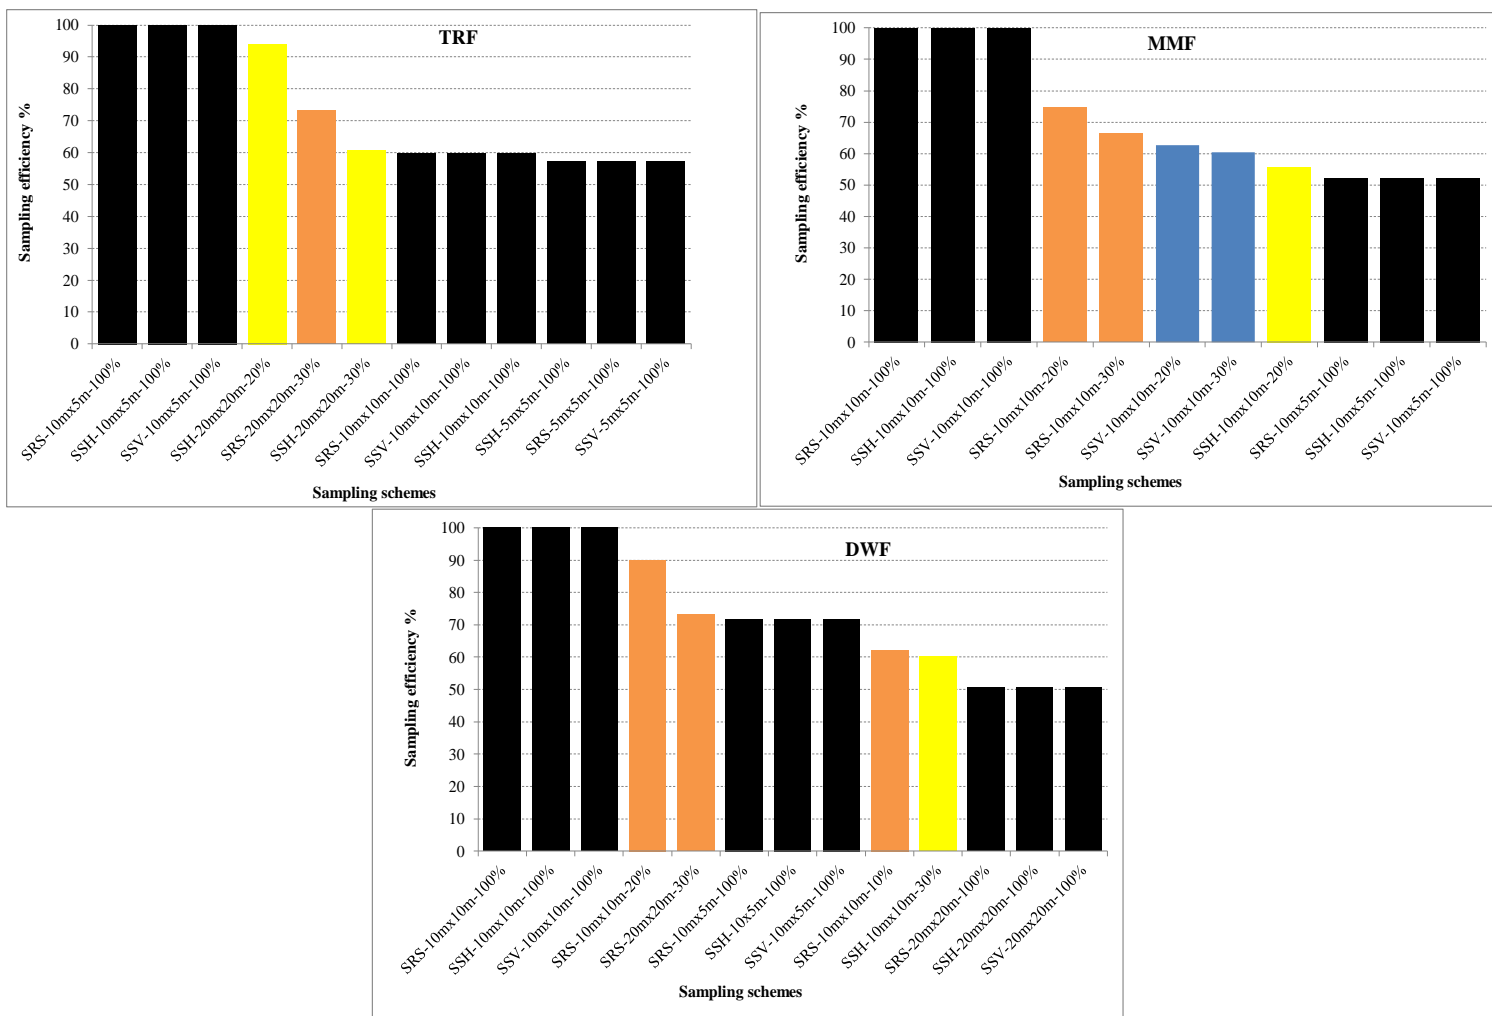 TRF
Sampling efficiency %
100
90
80
70
60
50
40
30
20
10
0
SRS-10mx5m-100%
SSH-10mx5m-100%
SSV-10mx5m-100%
SSH-20mx20m-20%
SRS-20mx20m-30%
SSH-20mx20m-30%
SRS-10mx10m-100%
SSV-10mx10m-100%
SSH-10mx10m-100%
SSH-5mx5m-100%
SRS-5mx5m-100%
SSV-5mx5m-100%
Sampling schemes
MMF
Sampling efficiency %
100
90
80
70
60
50
40
30
20
10
0
SRS-10mx10m-100%
SSH-10mx10m-100%
SSV-10mx10m-100%
SRS-10mx10m-20%
SRS-10mx10m-30%
SSV-10mx10m-20%
SSV-10mx10m-30%
SSH-10mx10m-20%
SRS-10mx5m-100%
SSH-10mx5m-100%
SSV-10mx5m-100%
Sampling schemes
DWF
Sampling efficiency %
100
90
80
70
60
50
40
30
20
10
0
SRS-10mx10m-100%
SSH-10mx10m-100%
SSV-10mx10m-100%
SRS-10mx10m-20%
SRS-20mx20m-30%
SRS-10mx5m-100%
SSH-10x5m-100%
SSV-10mx5m-100%
SRS-10mx10m-10%
SSH-10mx10m-30%
SRS-20mx20m-100%
SSH-20mx20m-100%
SSV-20mx20m-100%
Sampling schemes